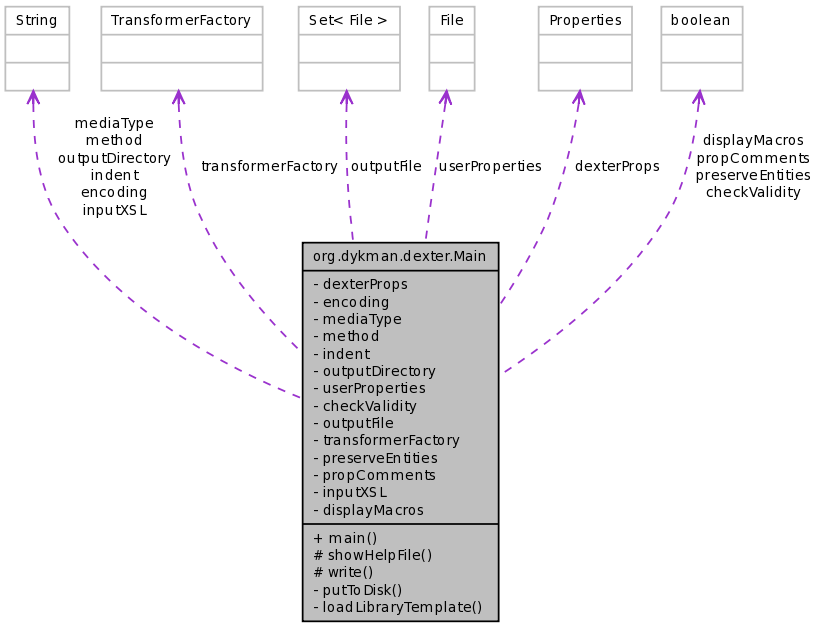 String
TransformerFactory
Set< File >
File
Properties
boolean
mediaType
method
outputDirectory
indent
encoding
inputXSL
transformerFactory
outputFile
userProperties
dexterProps
displayMacros
propComments
preserveEntities
checkValidity
org.dykman.dexter.Main
- dexterProps
- encoding
- mediaType
- method
- indent
- outputDirectory
- userProperties
- checkValidity
- outputFile
- transformerFactory
- preserveEntities
- propComments
- inputXSL
- displayMacros
+ main()
# showHelpFile()
# write()
- putToDisk()
- loadLibraryTemplate()